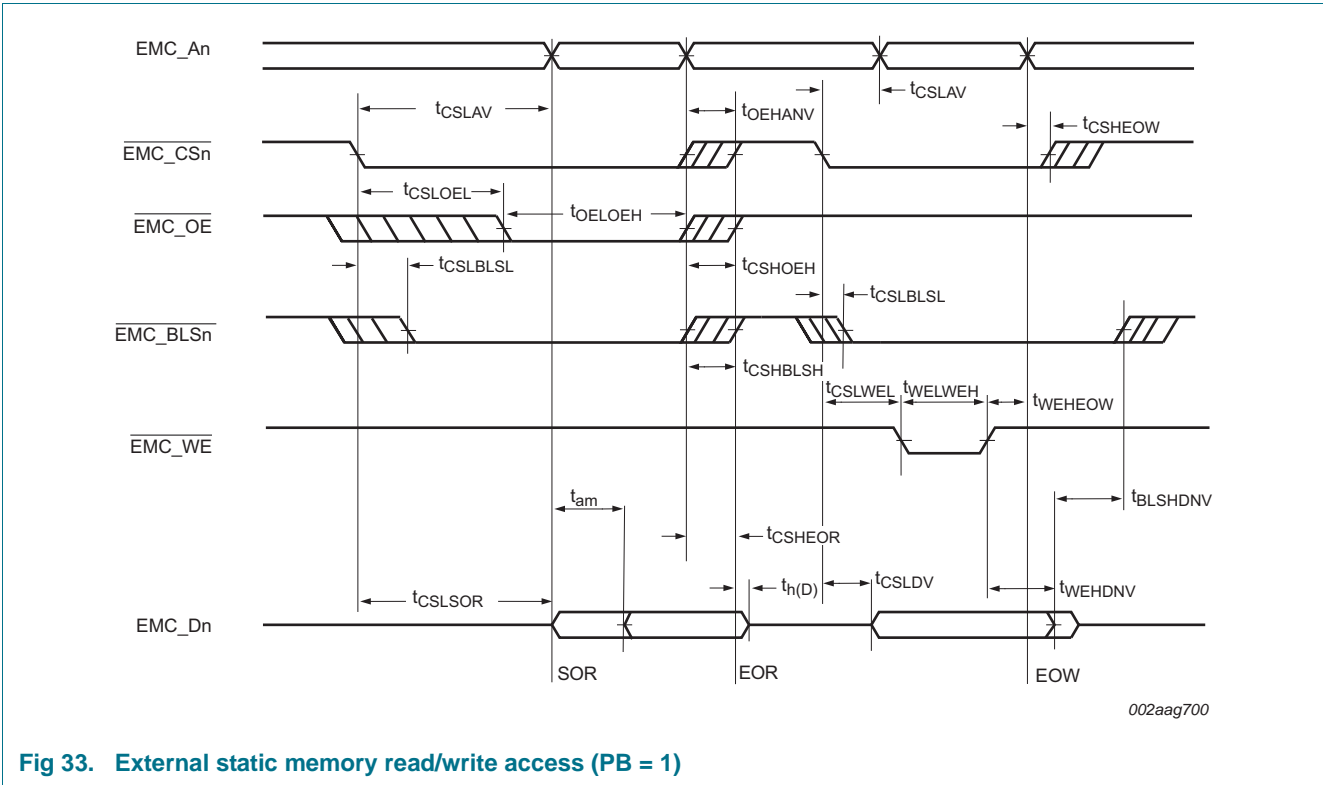 EMC_An
tCSLAV
tOEHANV
tCSLAV
tCSHEOW
EMC_CSn
tCSLOEL
tOELOEH
EMC_OE
tCSLBLSL
tCSHOEH
tCSLBLSL
EMC_BLSn
tCSHBLSH
tCSLWEL
tWELWEH
tWEHEOW
EMC_WE
tam
tBLSHDNV
tCSHEOR
th(D)
tCSLDV
tWEHDNV
tCSLSOR
EMC_Dn
SOR
EOR
EOW
002aag700
Fig 33. External static memory read/write access (PB = 1)